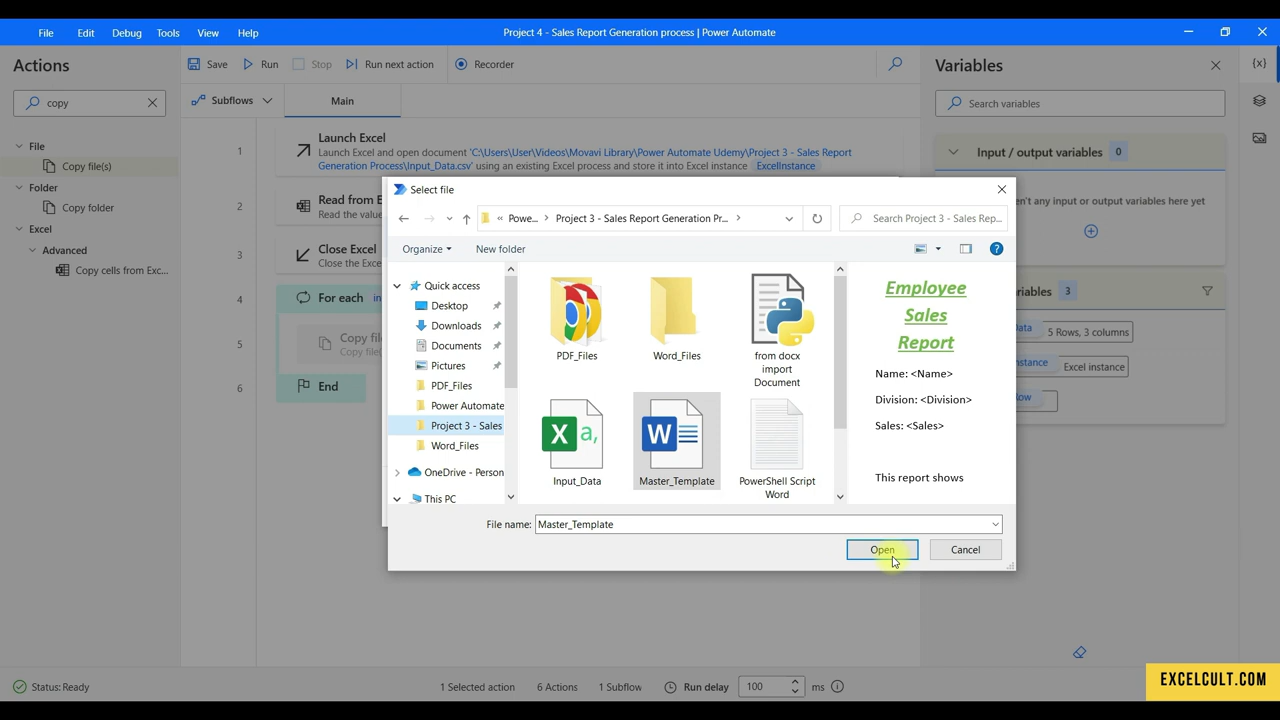 File Edit Debug Tools View Help
Project 4 - Sales Report Generation process | Power Automate
Actions
Save Run Stop Run next action Recorder
Variables
{x}
copy
Subflows
Main
Search variables
File
Copy file(s)
Folder
Copy folder
Excel
Advanced
Copy cells from Exc...
1
Launch Excel
Launch Excel and open document 'C:\Users\User\Videos\Movavi Library\Power Automate Udemy\Project 3 - Sales Report
Generation Process\Input_Data.csv' using an existing Excel process and store it into Excel instance ExcelInstance
2
Read from E
Read the value
3
Close Excel
Close the Exce
4
For each in
5
Copy file
Copy file(
6
End
Input / output variables 0
n't any input or output variables here yet
riables 3
Data 5 Rows, 3 columns
nstance Excel instance
Row
Select file
Powe... Project 3 - Sales Report Generation Pr...
Search Project 3 - Sales Rep...
Organize New folder
Quick access
Desktop
Downloads
Documents
Pictures
PDF_Files
Power Automate
Project 3 - Sales
Word_Files
OneDrive - Person
This PC
PDF_Files
Word_Files
from docx
import
Document
Input_Data
Master_Template
PowerShell Script
Word
Employee
Sales
Report
Name: <Name>
Division: <Division>
Sales: <Sales>
This report shows
File name: Master_Template
Open Cancel
Status: Ready
1 Selected action 6 Actions 1 Subflow Run delay 100 ms
EXCELCULT.COM